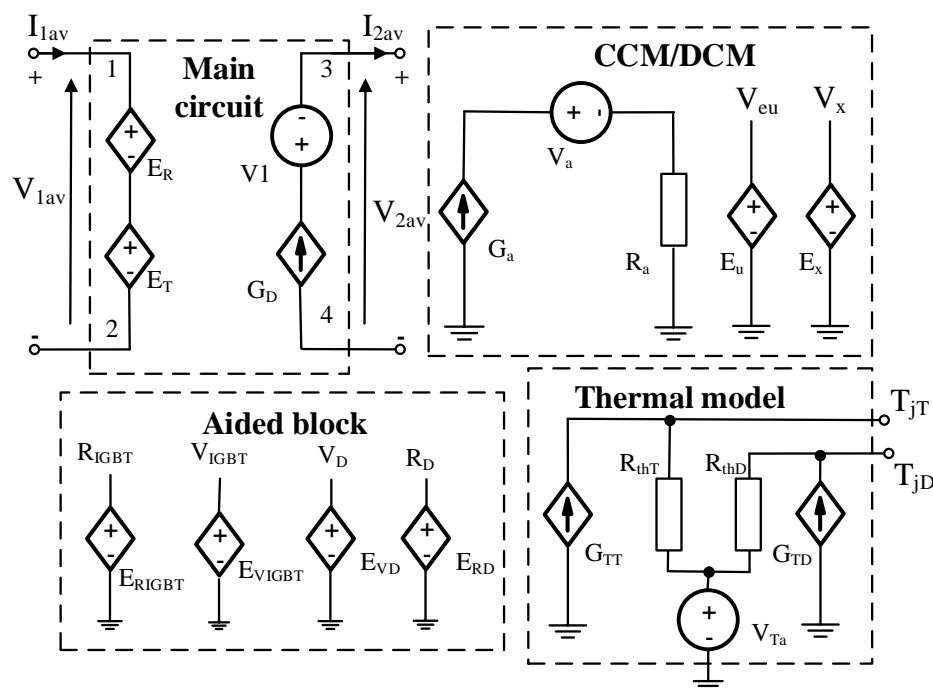 I1av
I2av
+
1
Main
circuit
3
+
CCM/DCM
+
-
ER
-
+
V1
+
-
Va
Veu
Vx
V1av
V2av
+
-
ET
GD
Ga
Ra
+
-
Eu
+
-
Ex
-
2
4
-
Aided block
Thermal model
TjT
TjD
RIGBT
VIGBT
VD
RD
RthT
RthD
+
-
ERIGBT
+
-
EVIGBT
+
-
EVD
+
-
ERD
GTT
GTD
+
-
VTa